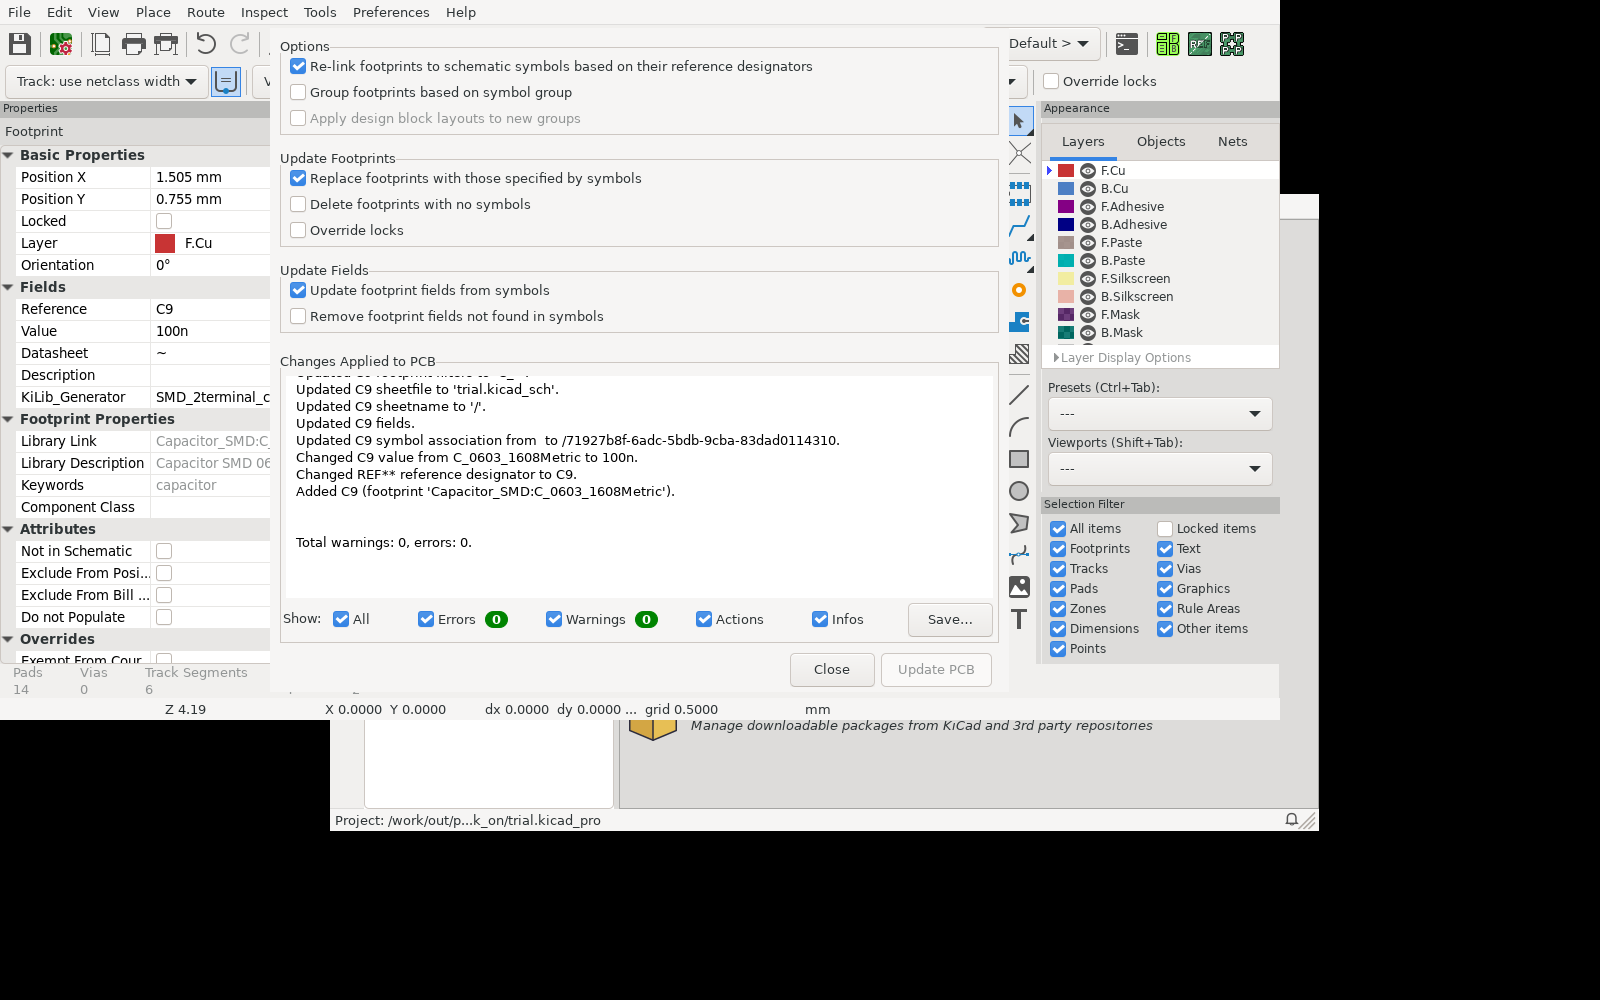 File Edit View Place Route Inspect Tools Preferences Help
Default >
Track: use netclass width
Override locks
Properties
Footprint
Basic Properties
Position X 1.505 mm
Position Y 0.755 mm
Locked
Layer F.Cu
Orientation 0°
Fields
Reference C9
Value 100n
Datasheet ~
Description
KiLib_Generator SMD_2terminal_c
Footprint Properties
Library Link Capacitor_SMD:C_
Library Description Capacitor SMD 06
Keywords capacitor
Component Class
Attributes
Not in Schematic
Exclude From Posi...
Exclude From Bill ...
Do not Populate
Overrides
Exempt From Cour
Pads Vias Track Segments
14 0 6
Options
Re-link footprints to schematic symbols based on their reference designators
Group footprints based on symbol group
Apply design block layouts to new groups
Update Footprints
Replace footprints with those specified by symbols
Delete footprints with no symbols
Override locks
Update Fields
Update footprint fields from symbols
Remove footprint fields not found in symbols
Changes Applied to PCB
Updated C9 sheetfile to 'trial.kicad_sch'.
Updated C9 sheetname to '/'.
Updated C9 fields.
Updated C9 symbol association from  to /71927b8f-6adc-5bdb-9cba-83dad0114310.
Changed C9 value from C_0603_1608Metric to 100n.
Changed REF** reference designator to C9.
Added C9 (footprint 'Capacitor_SMD:C_0603_1608Metric').
Total warnings: 0, errors: 0.
Show: All Errors 0 Warnings 0 Actions Infos Save...
Close Update PCB
Appearance
Layers Objects Nets
F.Cu
B.Cu
F.Adhesive
B.Adhesive
F.Paste
B.Paste
F.Silkscreen
B.Silkscreen
F.Mask
B.Mask
Layer Display Options
Presets (Ctrl+Tab):
---
Viewports (Shift+Tab):
---
Selection Filter
All items Locked items
Footprints Text
Tracks Vias
Pads Graphics
Zones Rule Areas
Dimensions Other items
Points
Z 4.19 X 0.0000 Y 0.0000 dx 0.0000 dy 0.0000 ... grid 0.5000 mm
Manage downloadable packages from KiCad and 3rd party repositories
Project: /work/out/p...k_on/trial.kicad_pro